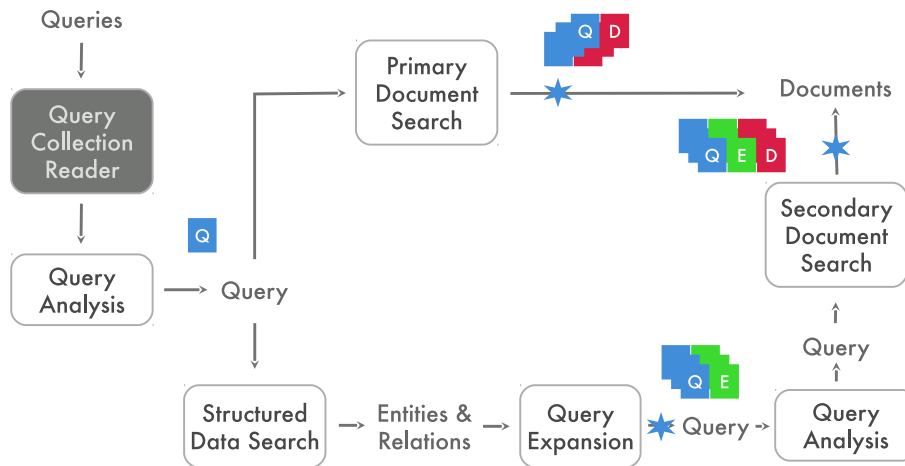 Queries
Query
Collection
Reader
Query
Analysis
Q
Query
Primary
Document
Search
Q D
Documents
Q E D
Secondary
Document
Search
Query
Structured
Data Search
Entities &
Relations
Query
Expansion
Q E
Query
Query
Analysis